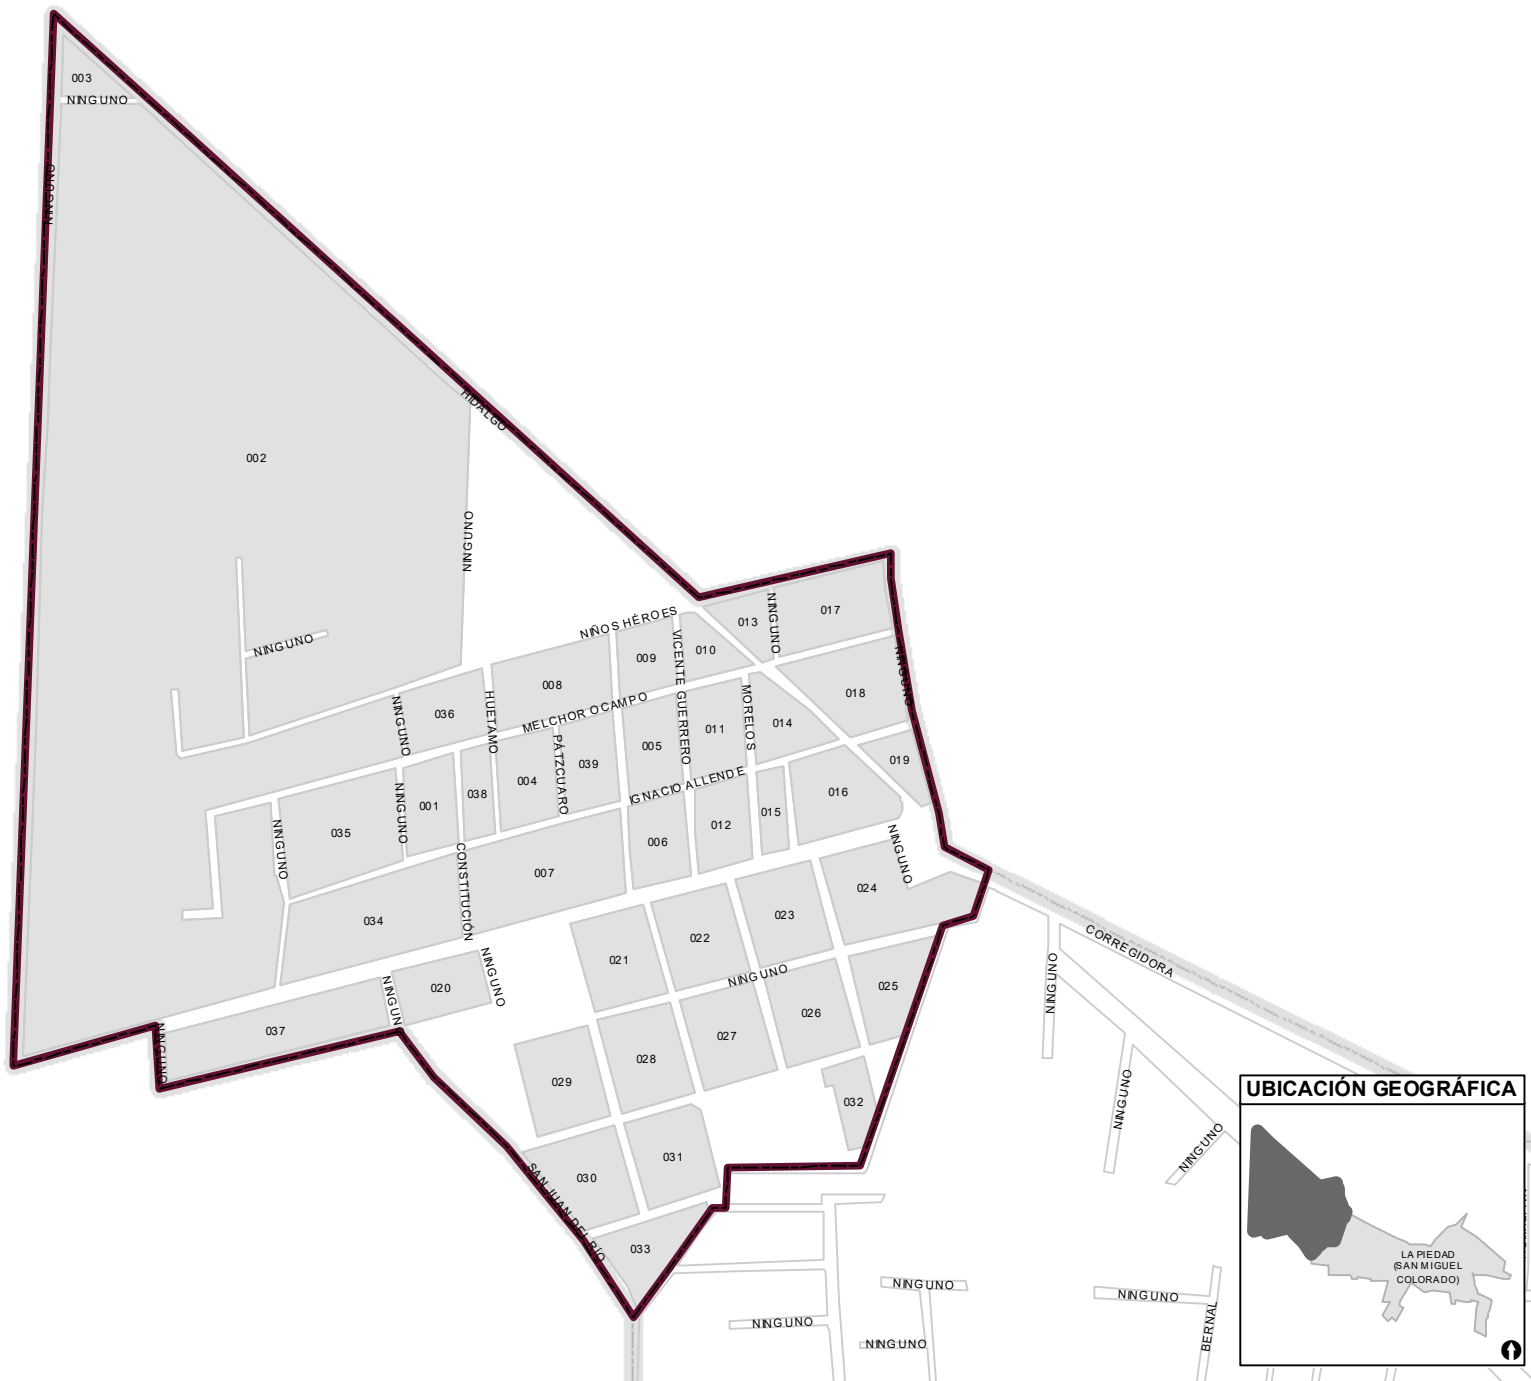 003
NINGUNO
NINGUNO
HIDALGO
002
NINGUNO
NINGUNO
NIÑOS HÉROES
013
NINGUNO
017
009
VICENTE GUERRERO
010
NINGUNO
008
036
NINGUNO
HUETAMO
MELCHOR OCAMPO
018
MORELOS
014
011
005
PÁTZCUARO
039
004
038
001
NINGUNO
IGNACIO ALLENDE
019
016
015
012
006
035
NINGUNO
007
CONSTITUCIÓN
034
NINGUNO
024
023
022
021
NINGUNO
NINGUNO
020
NINGUN
037
NINGUNO
025
026
027
028
029
032
031
030
SAN JUAN DEL RÍO
033
CORREGIDORA
NINGUNO
NINGUNO
NINGUNO
NINGUNO
NINGUNO
NINGUNO
NINGUNO
BERNAL
UBICACIÓN GEOGRÁFICA
LA PIEDAD
(SAN MIGUEL
COLORADO)